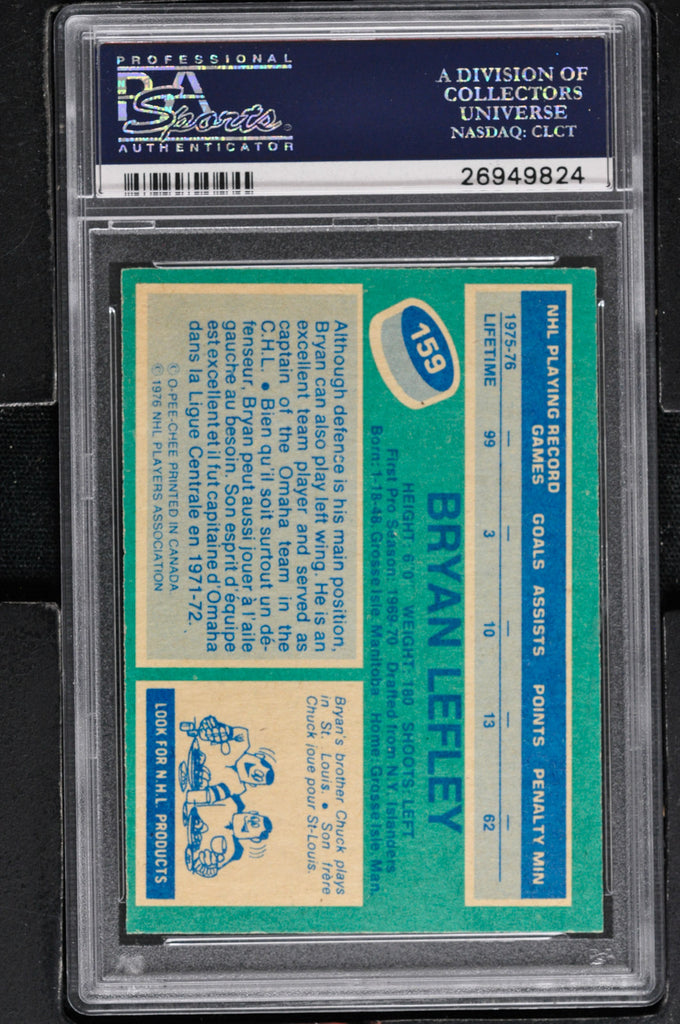 PROFESSIONAL
PSA
Sports
AUTHENTICATOR
A DIVISION OF
COLLECTORS
UNIVERSE
NASDAQ: CLCT
26949824
NHL PLAYING RECORD
GAMES GOALS ASSISTS POINTS PENALTY MIN
1975-76 — — — — —
LIFETIME 99 3 10 13 62
159
BRYAN LEFLEY
HEIGHT: 6'0" WEIGHT: 180 SHOOTS: LEFT
First Pro Season: 1969-70 Drafted from N.Y. Islanders
Born: 1-18-48, Grosse Isle, Manitoba Home: Grosse Isle, Man.
Although defence is his main position,
Bryan can also play left wing. He is an
excellent team player and served as
captain of the Omaha team in the
C.H.L. • Bien qu'il soit surtout un dé-
fenseur, Bryan peut aussi jouer à l'aile
gauche au besoin. Son esprit d'équipe
est excellent et il fut capitaine d'Omaha
dans la Ligue Centrale en 1971-72.
© O-PEE-CHEE PRINTED IN CANADA
© 1976 NHL PLAYERS ASSOCIATION
Bryan's brother Chuck plays
in St. Louis. • Son frère
Chuck joue pour St-Louis.
LOOK FOR N.H.L. PRODUCTS